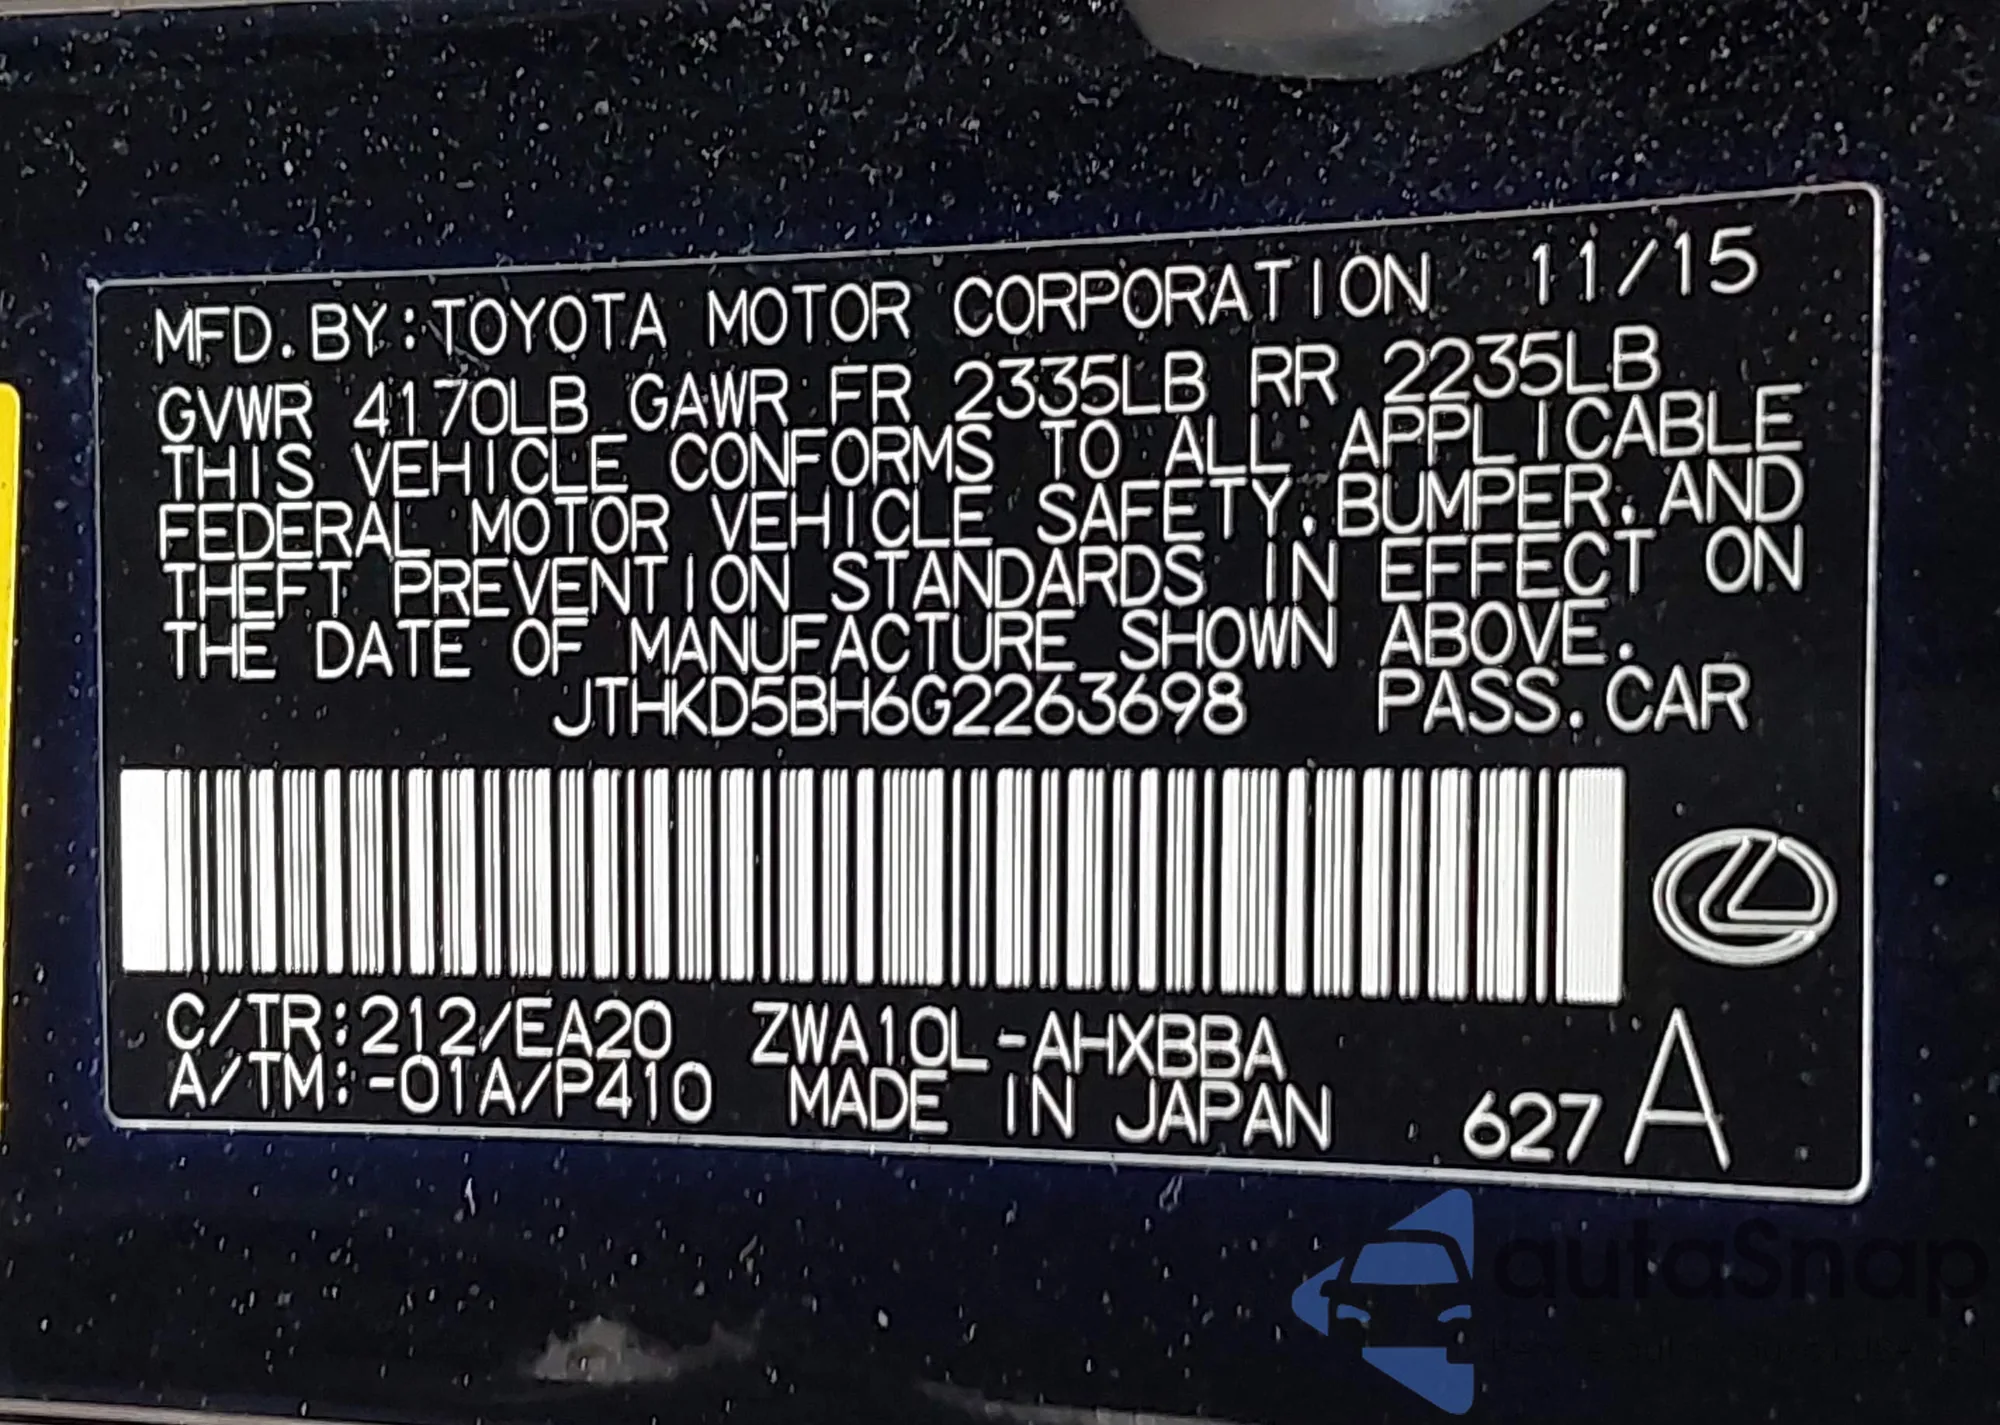 MFD.BY:TOYOTA MOTOR CORPORATION 11/15
GVWR 4170LB GAWR FR 2335LB RR 2235LB
THIS VEHICLE CONFORMS TO ALL APPLICABLE
FEDERAL MOTOR VEHICLE SAFETY,BUMPER,AND
THEFT PREVENTION STANDARDS IN EFFECT ON
THE DATE OF MANUFACTURE SHOWN ABOVE.
JTHKD5BH6G2263698 PASS.CAR
C/TR:212/EA20 ZWA10L-AHXBBA
A/TM:-01A/P410 MADE IN JAPAN 627 A
autaSnap